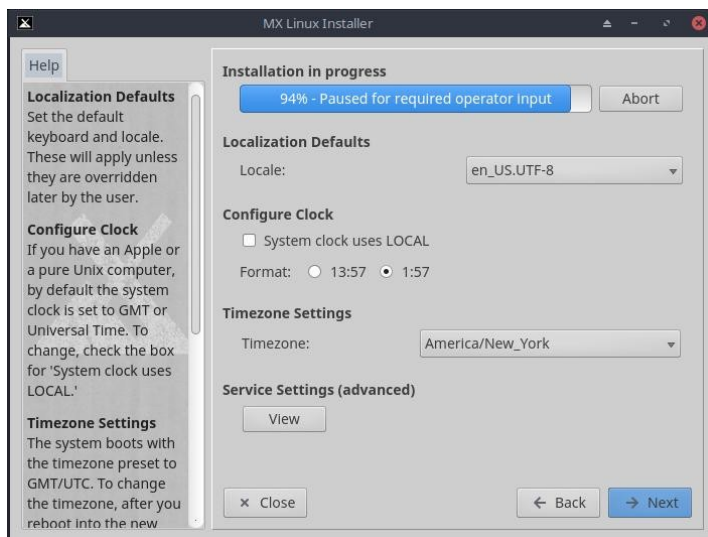 MX Linux Installer
Help
Localization Defaults
Set the default
keyboard and locale.
These will apply unless
they are overridden
later by the user.
Configure Clock
If you have an Apple or
a pure Unix computer,
by default the system
clock is set to GMT or
Universal Time. To
change, check the box
for 'System clock uses
LOCAL.'
Timezone Settings
The system boots with
the timezone preset to
GMT/UTC. To change
the timezone, after you
reboot into the new
Installation in progress
94% - Paused for required operator input
Abort
Localization Defaults
Locale:
en_US.UTF-8
Configure Clock
System clock uses LOCAL
Format: 13:57 1:57
Timezone Settings
Timezone:
America/New_York
Service Settings (advanced)
View
Close
Back
Next